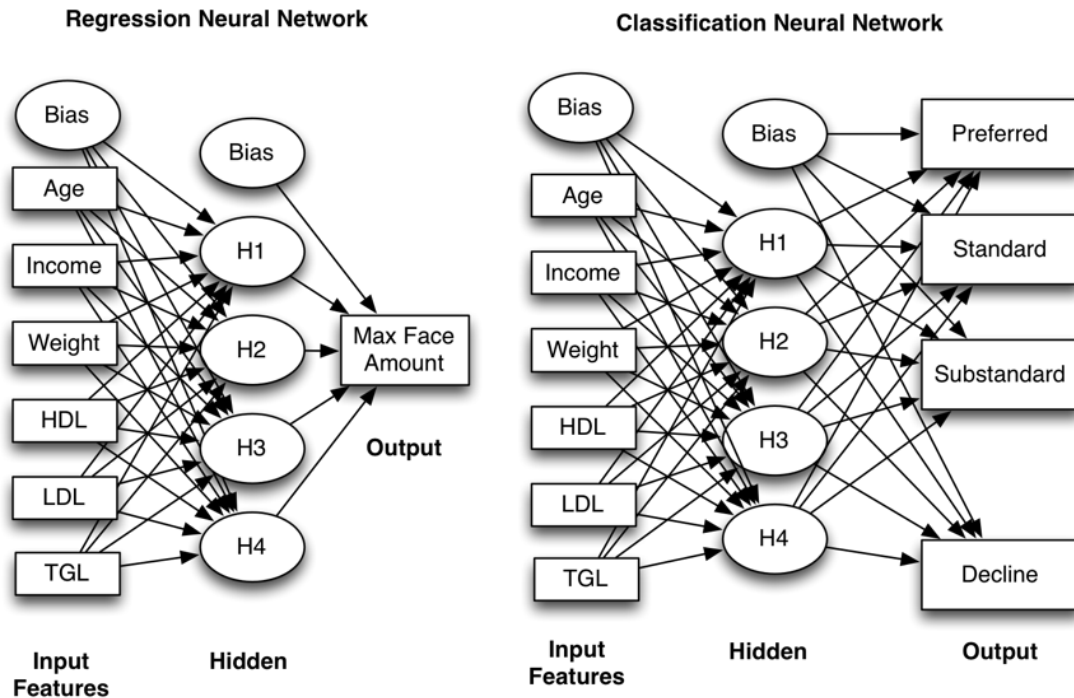 Regression Neural Network
Bias
Age
Income
Weight
HDL
LDL
TGL
Input
Features
Bias
H1
H2
H3
H4
Hidden
Max Face
Amount
Output
Classification Neural Network
Bias
Age
Income
Weight
HDL
LDL
TGL
Input
Features
Bias
H1
H2
H3
H4
Hidden
Preferred
Standard
Substandard
Decline
Output